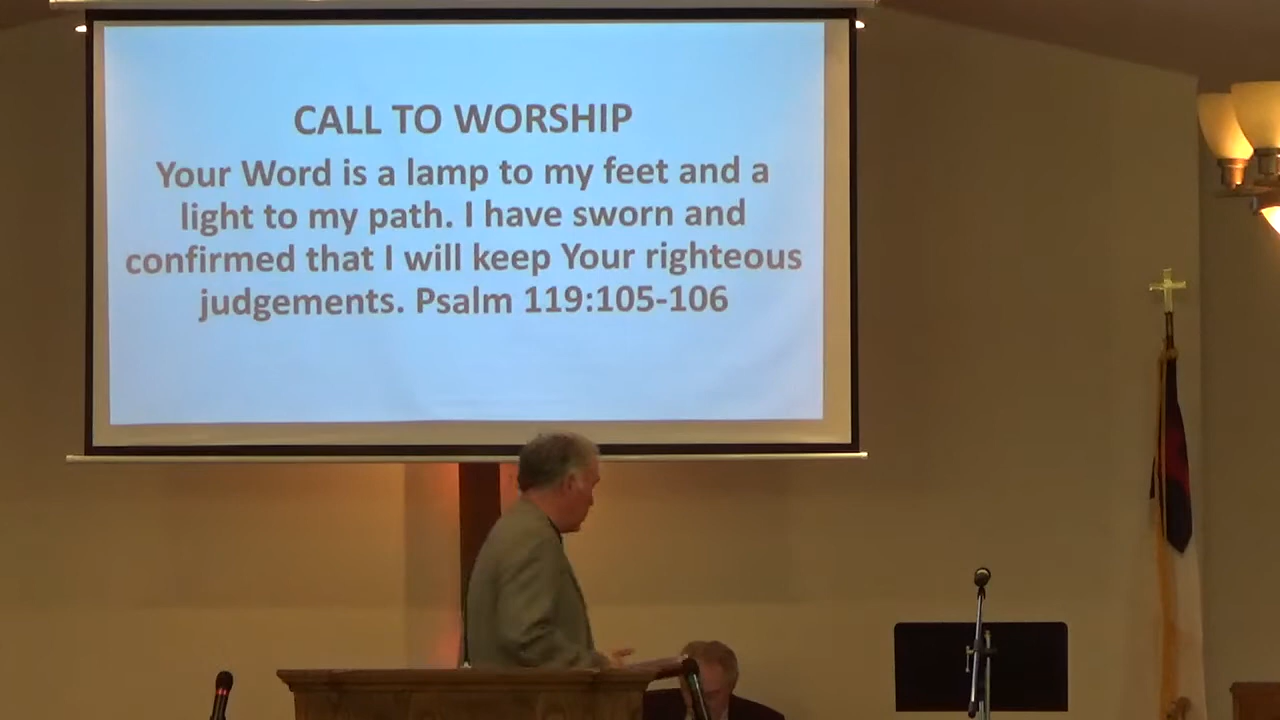 CALL TO WORSHIP
Your Word is a lamp to my feet and a
light to my path. I have sworn and
confirmed that I will keep Your righteous
judgements. Psalm 119:105-106